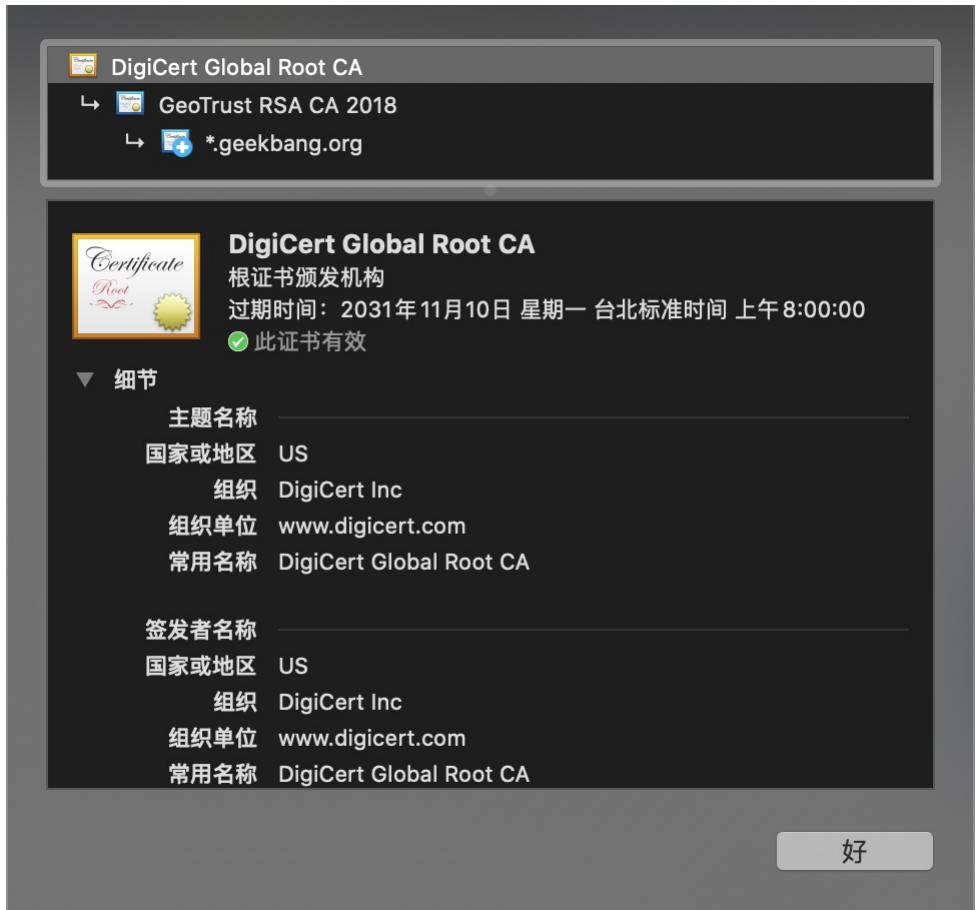 DigiCert Global Root CA
GeoTrust RSA CA 2018
*.geekbang.org
Certificate
Root
DigiCert Global Root CA
根证书颁发机构
过期时间：2031年11月10日 星期一 台北标准时间 上午8:00:00
此证书有效
细节
主题名称
国家或地区 US
组织 DigiCert Inc
组织单位 www.digicert.com
常用名称 DigiCert Global Root CA
签发者名称
国家或地区 US
组织 DigiCert Inc
组织单位 www.digicert.com
常用名称 DigiCert Global Root CA
好